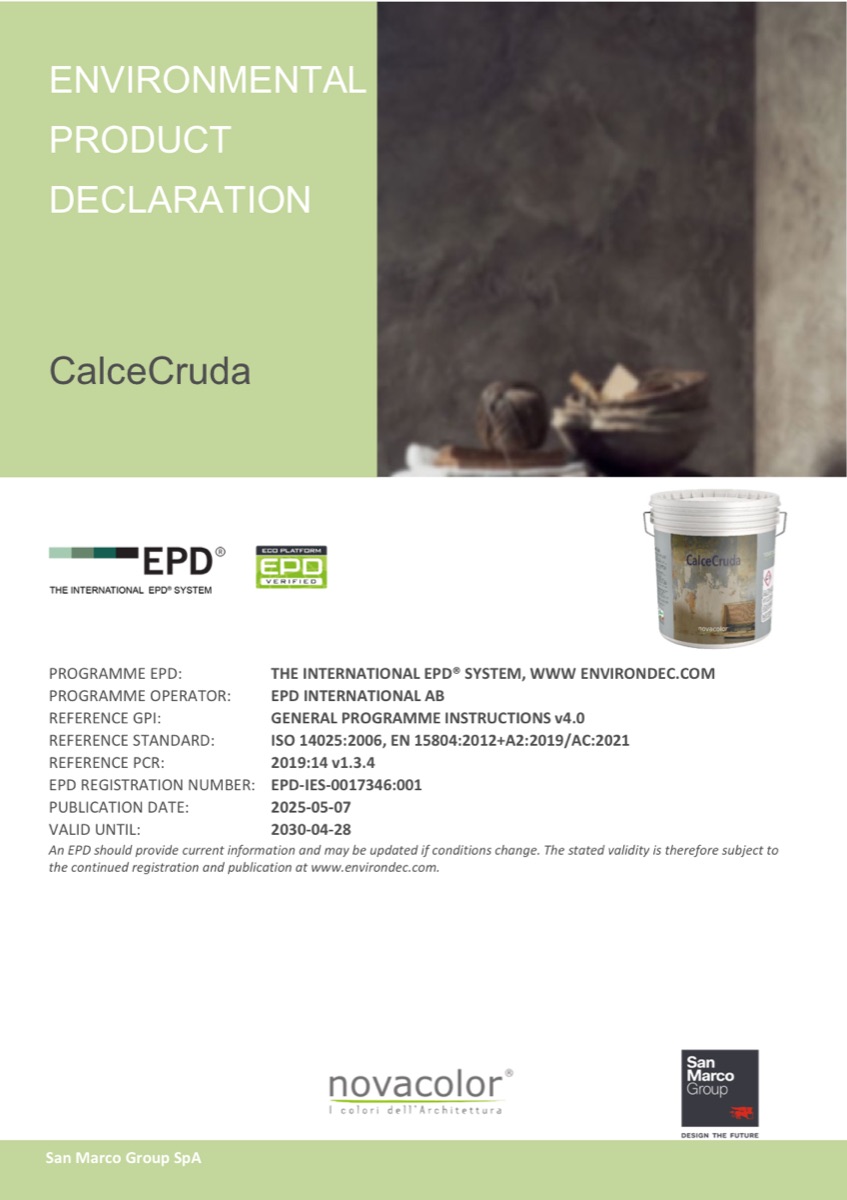 ENVIRONMENTAL
PRODUCT
DECLARATION
CalceCruda
EPD®
THE INTERNATIONAL EPD® SYSTEM
ECO PLATFORM
EPD
VERIFIED
CalceCruda
novacolor
PROGRAMME EPD: THE INTERNATIONAL EPD® SYSTEM, WWW ENVIRONDEC.COM
PROGRAMME OPERATOR: EPD INTERNATIONAL AB
REFERENCE GPI: GENERAL PROGRAMME INSTRUCTIONS v4.0
REFERENCE STANDARD: ISO 14025:2006, EN 15804:2012+A2:2019/AC:2021
REFERENCE PCR: 2019:14 v1.3.4
EPD REGISTRATION NUMBER: EPD-IES-0017346:001
PUBLICATION DATE: 2025-05-07
VALID UNTIL: 2030-04-28
An EPD should provide current information and may be updated if conditions change. The stated validity is therefore subject to
the continued registration and publication at www.environdec.com.
novacolor®
I colori dell'Architettura
San
Marco
Group
DESIGN THE FUTURE
San Marco Group SpA